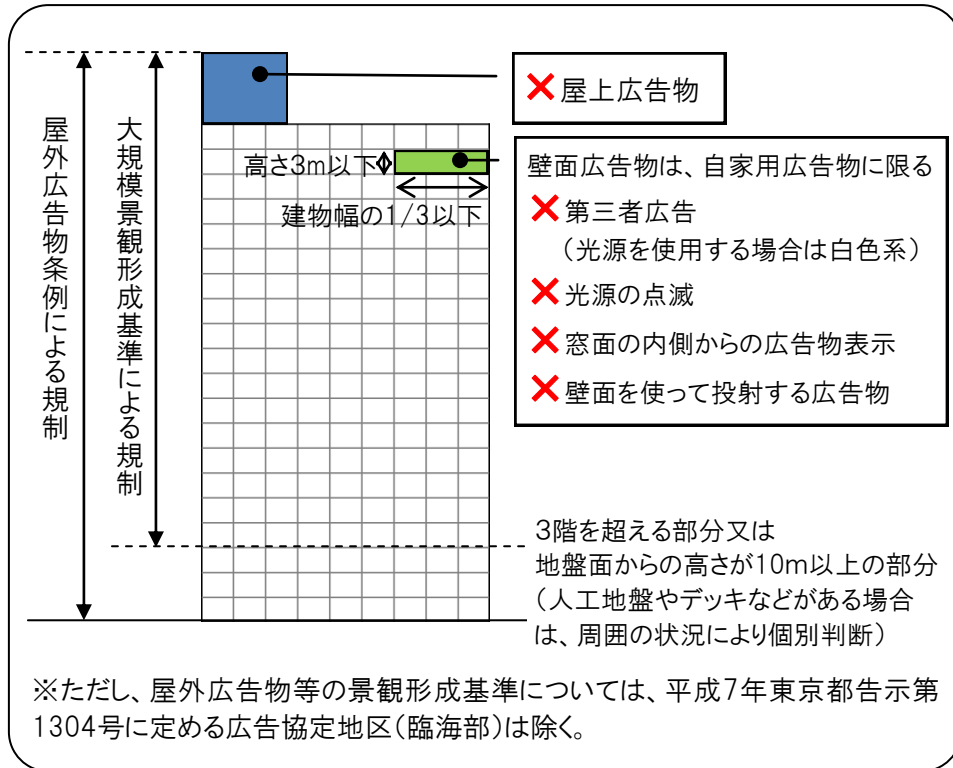 屋外広告物条例による規制
大規模景観形成基準による規制
❌屋上広告物
高さ3m以下
建物幅の1/3以下
壁面広告物は、自家用広告物に限る
❌第三者広告
(光源を使用する場合は白色系)
❌光源の点滅
❌窓面の内側からの広告物表示
❌壁面を使って投射する広告物
3階を超える部分又は
地盤面からの高さが10m以上の部分
(人工地盤やデッキなどがある場合
は、周囲の状況により個別判断)
※ただし、屋外広告物等の景観形成基準については、平成7年東京都告示第
1304号に定める広告協定地区(臨海部)は除く。